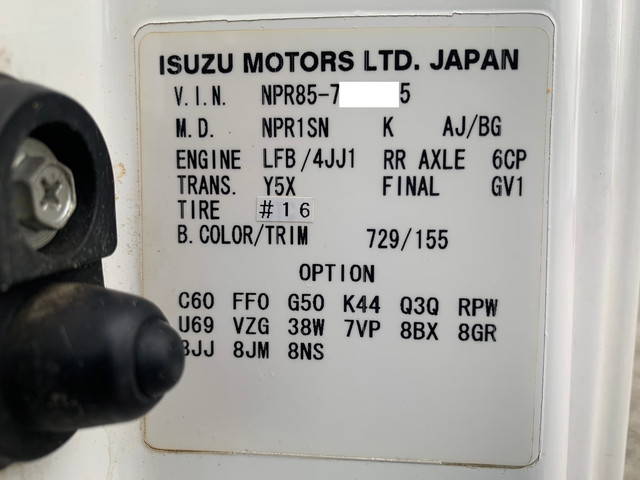 ISUZU MOTORS LTD. JAPAN
V.I.N. NPR85-7 5
M.D. NPR1SN K AJ/BG
ENGINE LFB/4JJ1 RR AXLE 6CP
TRANS. Y5X FINAL GV1
TIRE #16
B.COLOR/TRIM 729/155
OPTION
C60 FF0 G50 K44 Q3Q RPW
U69 VZG 38W 7VP 8BX 8GR
8JJ 8JM 8NS